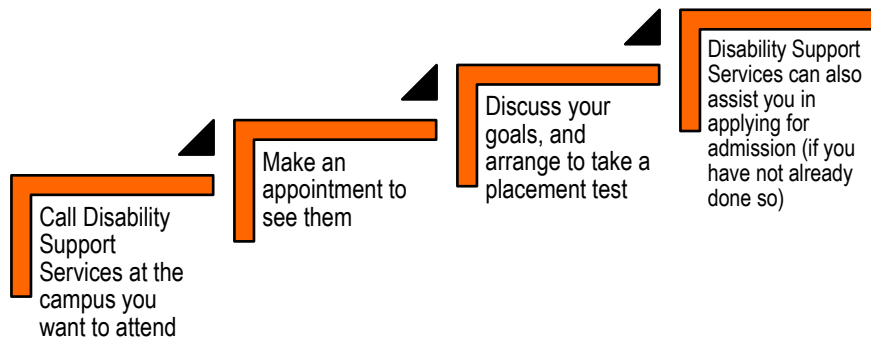 Call Disability
Support
Services at the
campus you
want to attend
Make an
appointment to
see them
Discuss your
goals, and
arrange to take a
placement test
Disability Support
Services can also
assist you in
applying for
admission (if you
have not already
done so)